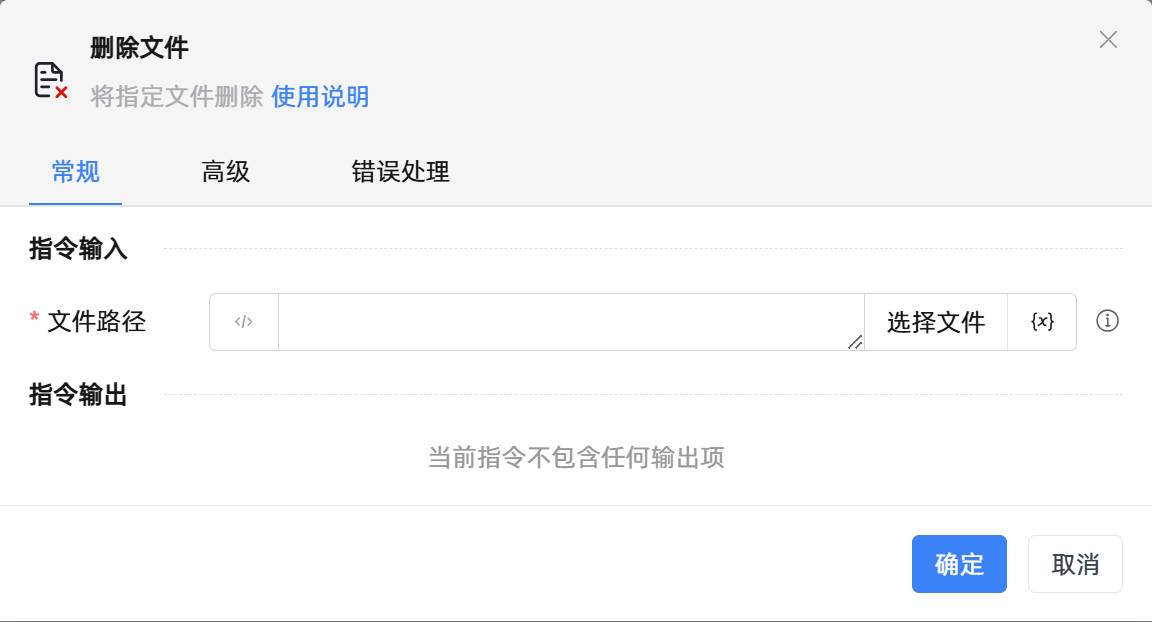 删除文件
将指定文件删除 使用说明
常规 高级 错误处理
指令输入
* 文件路径 </> 选择文件 {x}
指令输出
当前指令不包含任何输出项
确定 取消